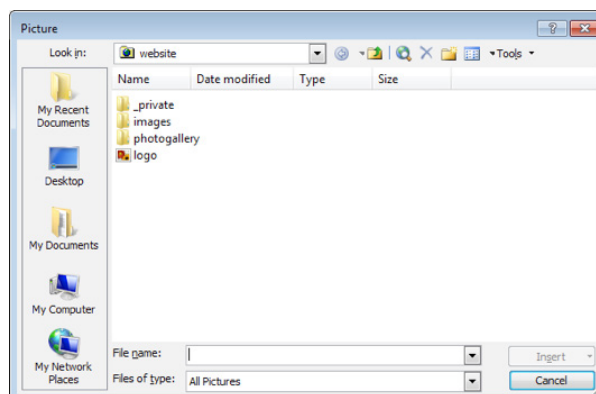 Picture
Look in:
website
Tools
Name Date modified Type Size
_private
images
photogallery
logo
My Recent
Documents
Desktop
My Documents
My Computer
My Network
Places
File name:
Insert
Files of type:
All Pictures
Cancel